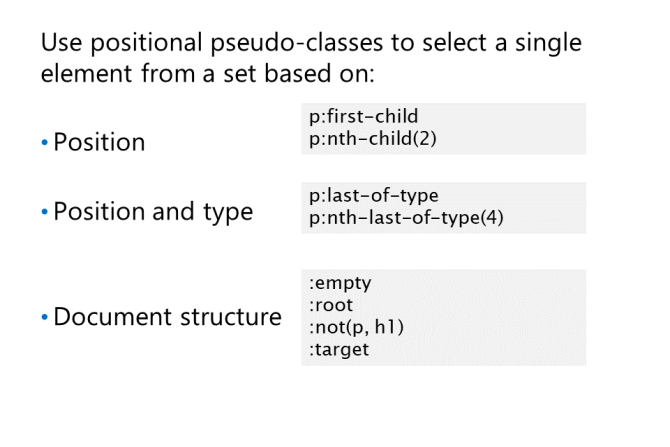 Use positional pseudo-classes to select a single
element from a set based on:
• Position
p:first-child
p:nth-child(2)
• Position and type
p:last-of-type
p:nth-last-of-type(4)
• Document structure
:empty
:root
:not(p, h1)
:target